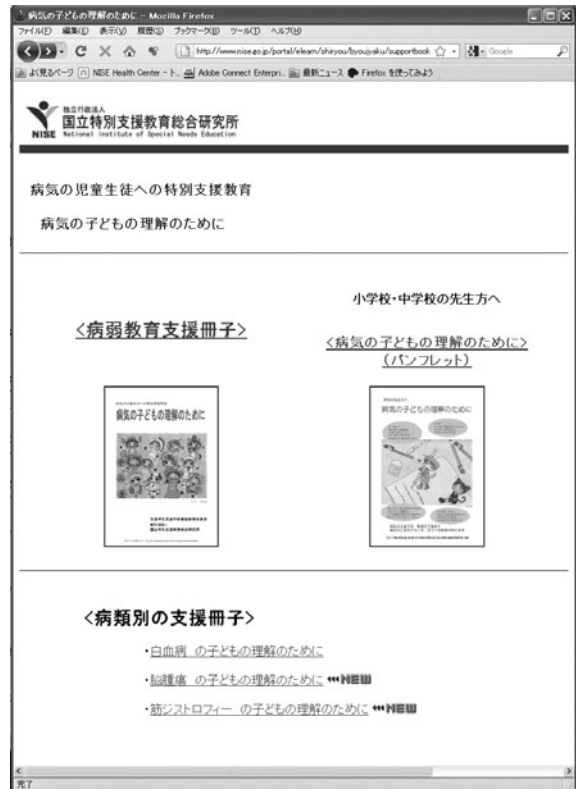 病気の子どもの理解のために - Mozilla Firefox
ファイル(F) 編集(E) 表示(V) 履歴(S) ブックマーク(B) ツール(T) ヘルプ(H)
http://www.nise.go.jp/portal/elearn/shiryou/byoujyaku/supportbook
Google
よく見るページ NISE Health Center - ト.. Adobe Connect Enterpri.. 最新ニュース Firefox を使ってみよう
独立行政法人
国立特別支援教育総合研究所
NISE National Institute of Special Needs Education
病気の児童生徒への特別支援教育
病気の子どもの理解のために
小学校・中学校の先生方へ
<病弱教育支援冊子>
<病気の子どもの理解のために>
(パンフレット)
病気の子どもの理解のために
病気の子どもの理解のために
<病類別の支援冊子>
・白血病 の子どもの理解のために
・脳腫瘍 の子どもの理解のために NEW
・筋ジストロフィー の子どもの理解のために NEW
完了